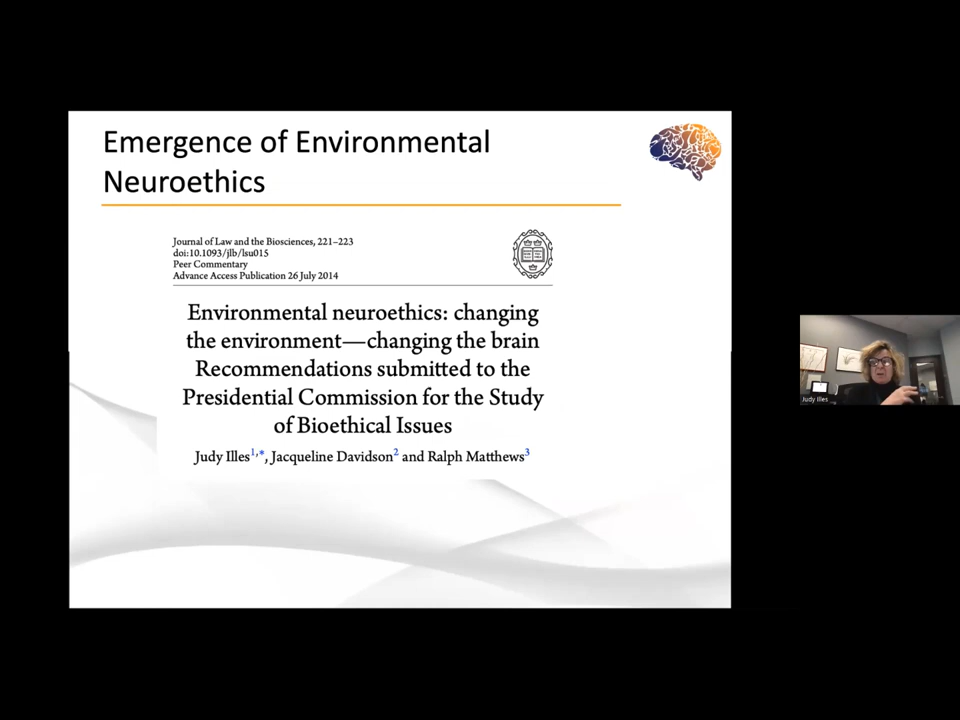 Emergence of Environmental
Neuroethics
Journal of Law and the Biosciences, 221–223
doi:10.1093/jlb/lsu015
Peer Commentary
Advance Access Publication 26 July 2014
Environmental neuroethics: changing
the environment—changing the brain
Recommendations submitted to the
Presidential Commission for the Study
of Bioethical Issues
Judy Illes1,*, Jacqueline Davidson2 and Ralph Matthews3
Judy Illes